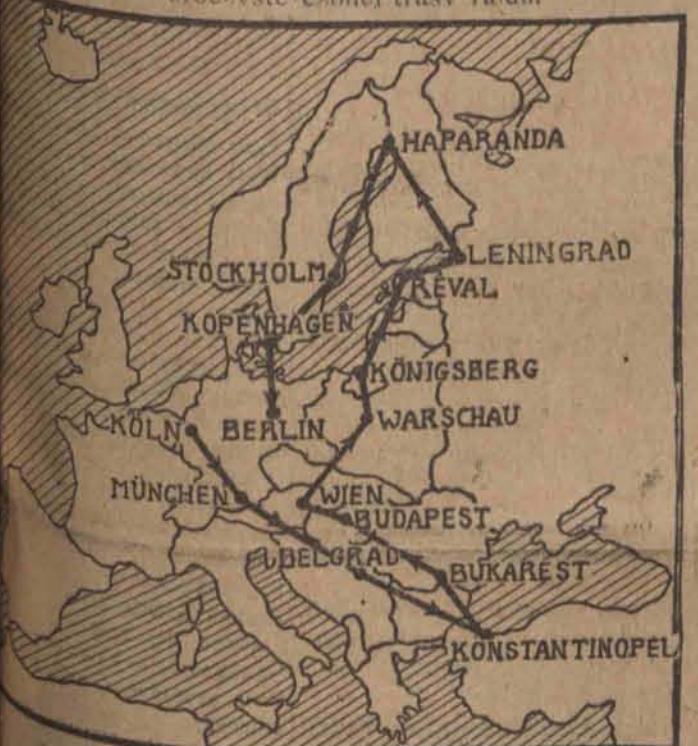 HAPARANDA
LENINGRAD
STOCKHOLM
REVAL
KOPENHAGEN
KÖNIGSBERG
KÖLN
BERLIN
WARSCHAU
MÜNCHEN
WIEN
BUDAPEST
BELGRAD
BUKAREST
KONSTANTINOPEL